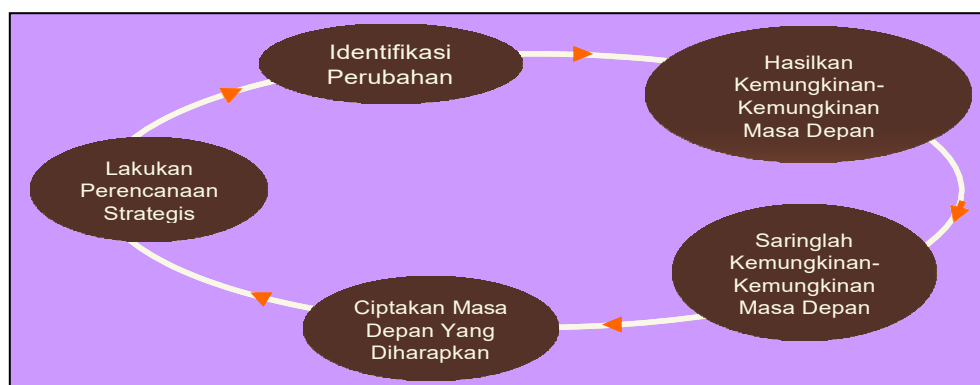 Identifikasi
Perubahan
Hasilkan
Kemungkinan-
Kemungkinan
Masa Depan
Saringlah
Kemungkinan-
Kemungkinan
Masa Depan
Ciptakan Masa
Depan Yang
Diharapkan
Lakukan
Perencanaan
Strategis